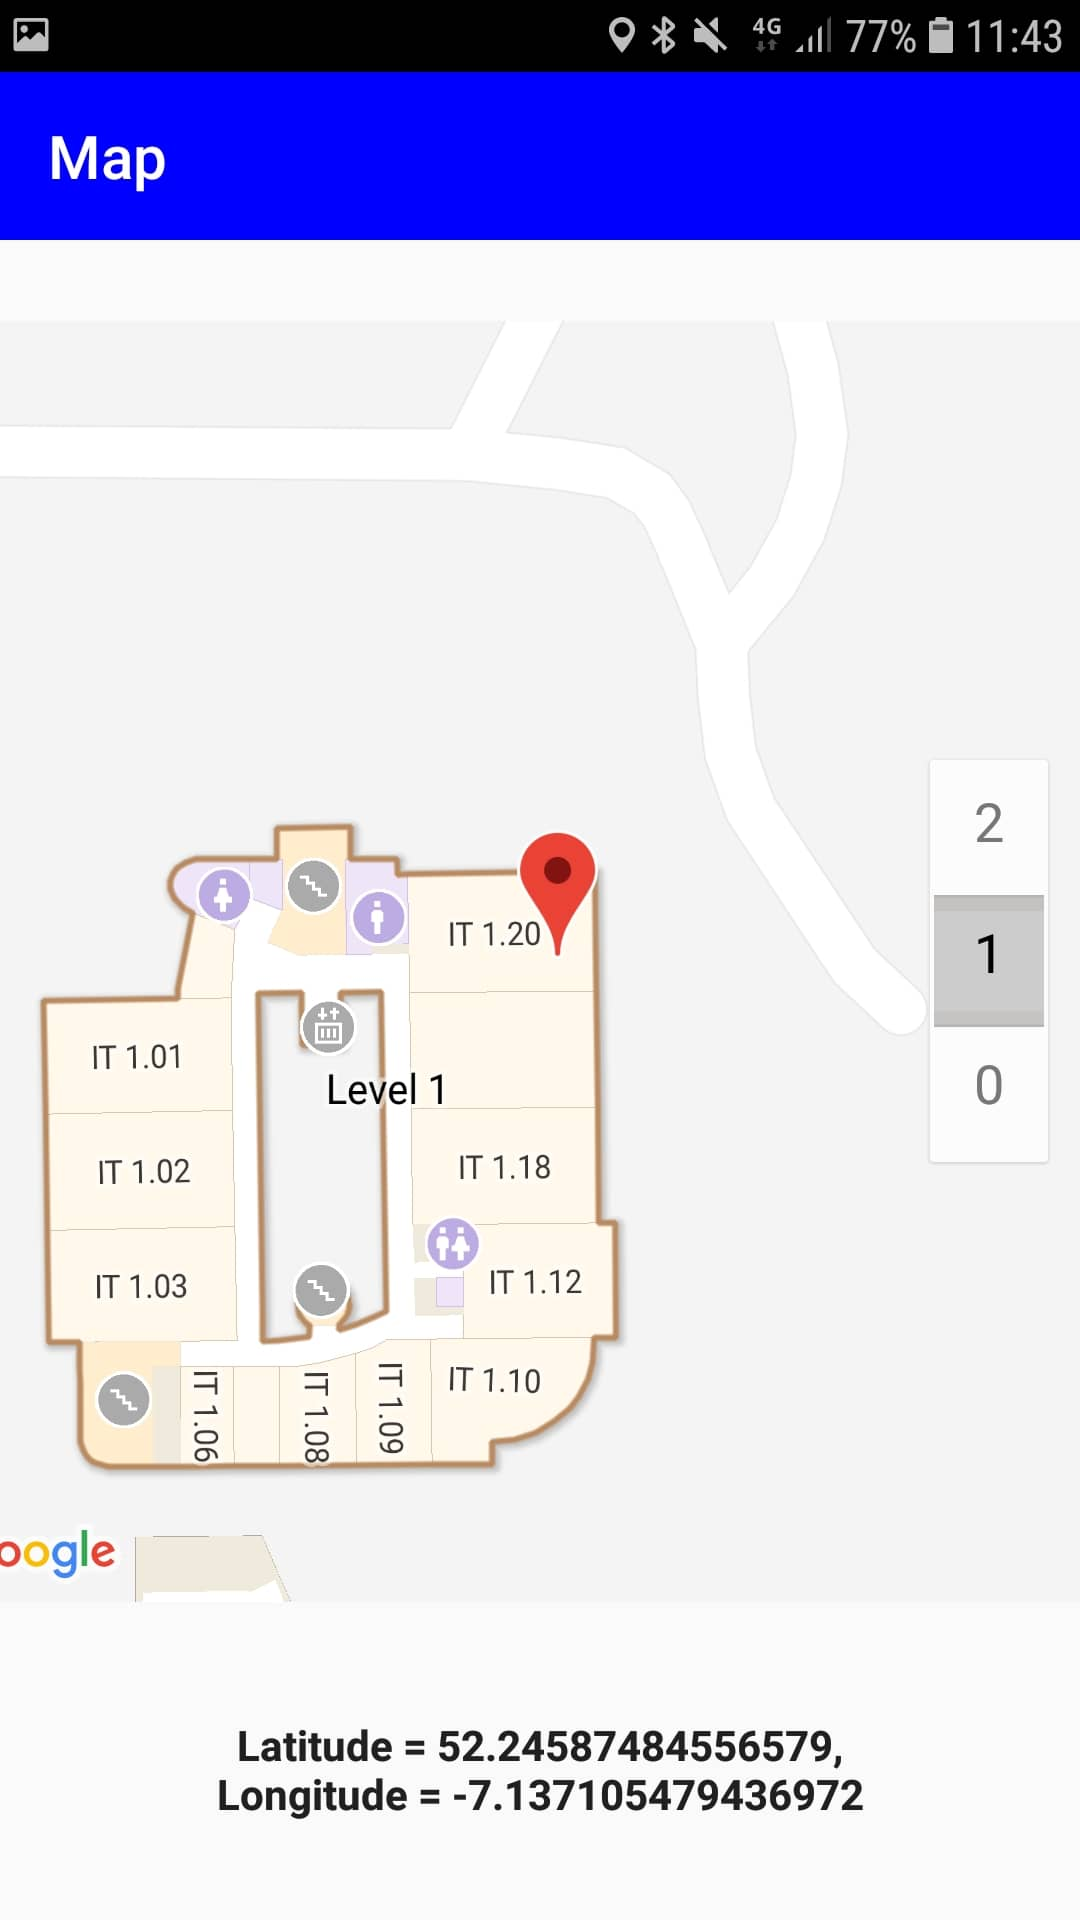 4G 77% 11:43
Map
2
1
0
IT 1.20
IT 1.01
Level 1
IT 1.02
IT 1.18
IT 1.03
IT 1.12
IT 1.06
IT 1.08
IT 1.09
IT 1.10
oogle
Latitude = 52.24587484556579,
Longitude = -7.137105479436972